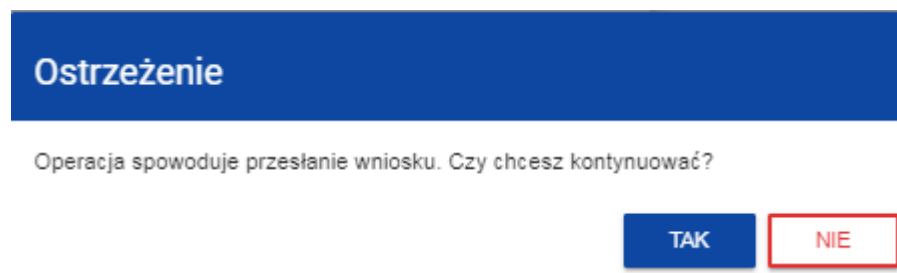 Ostrzeżenie
Operacja spowoduje przesłanie wniosku. Czy chcesz kontynuować?
TAK NIE